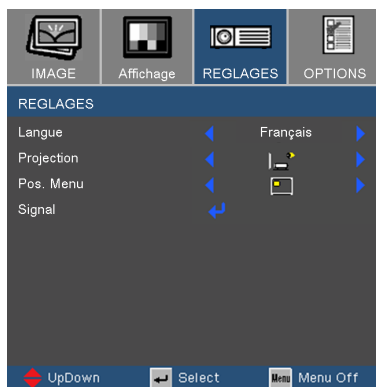 IMAGE Affichage REGLAGES OPTIONS
REGLAGES
Langue Français
Projection
Pos. Menu
Signal
UpDown Select Menu Menu Off